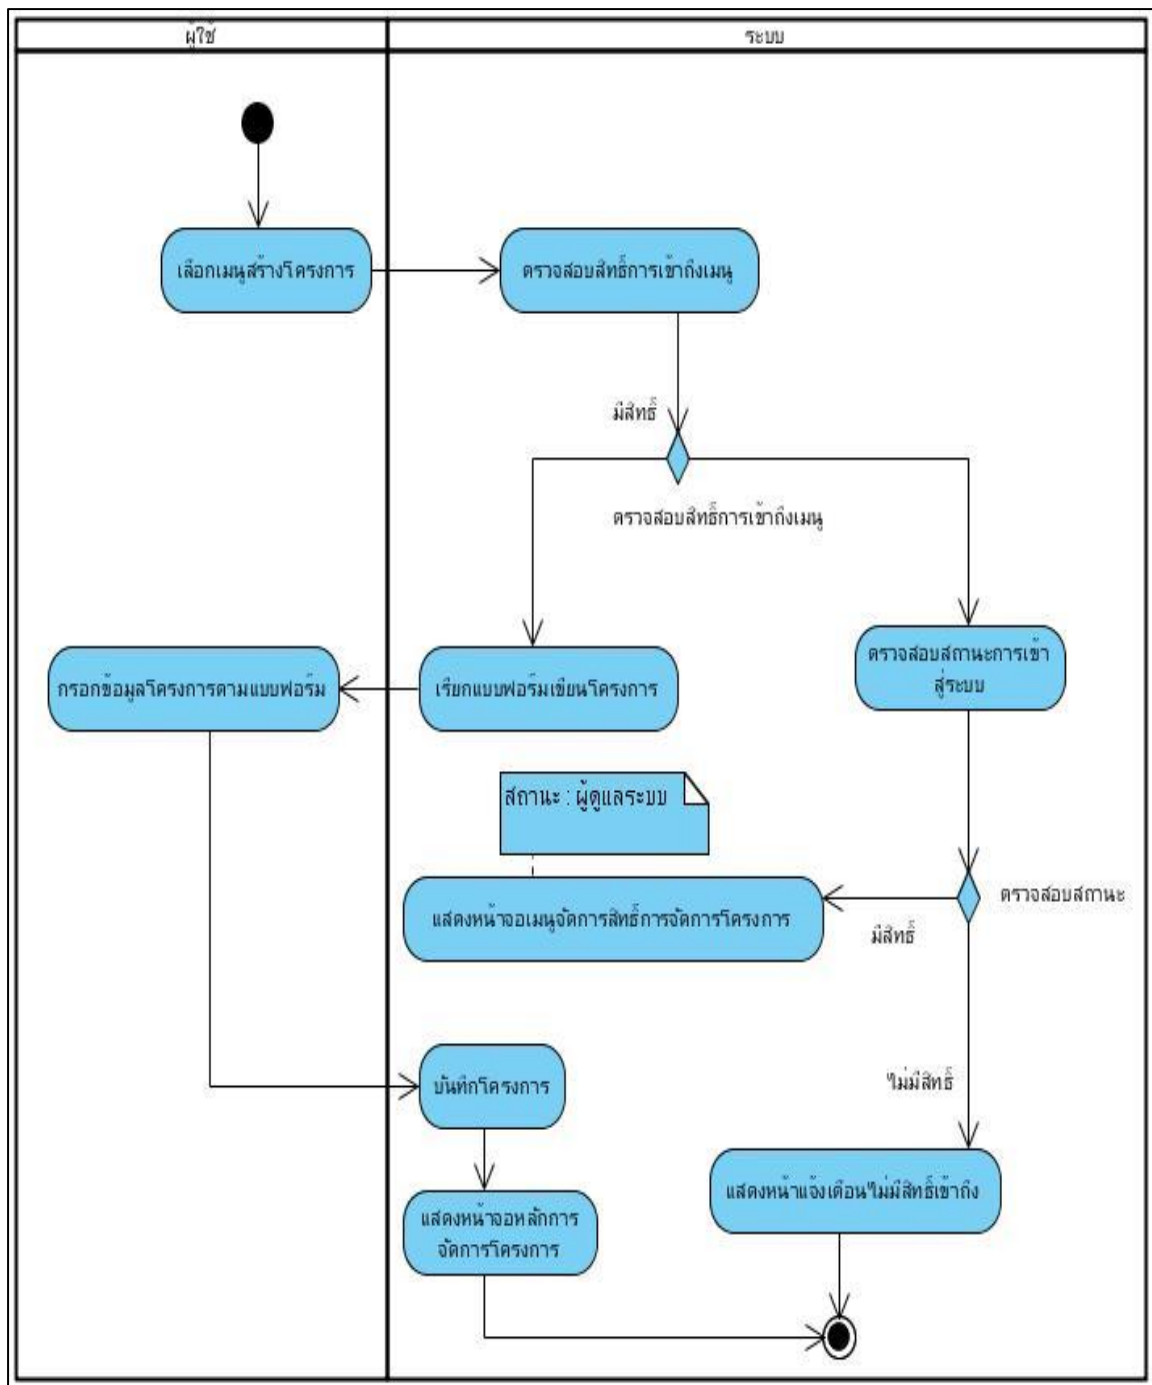 ผู้ใช้
ระบบ
เลือกเมนูสร้างโครงการ
ตรวจสอบสิทธิ์การเข้าถึงเมนู
มีสิทธิ์
ตรวจสอบสิทธิ์การเข้าถึงเมนู
ตรวจสอบสถานะการเข้า
สู่ระบบ
กรอกข้อมูลโครงการตามแบบฟอร์ม
เรียกแบบฟอร์มเขียนโครงการ
สถานะ : ผู้ดูแลระบบ
แสดงหน้าจอเมนูจัดการสิทธิ์การจัดการโครงการ
ตรวจสอบสถานะ
มีสิทธิ์
บันทึกโครงการ
ไม่มีสิทธิ์
แสดงหน้าแจ้งเตือนไม่มีสิทธิ์เข้าถึง
แสดงหน้าจอหลักการ
จัดการโครงการ